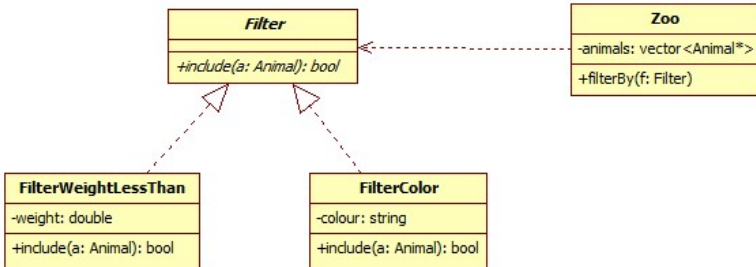 Filter
+include(a: Animal): bool
Zoo
-animals: vector<Animal*>
+filterBy(f: Filter)
FilterWeightLessThan
-weight: double
+include(a: Animal): bool
FilterColor
-colour: string
+include(a: Animal): bool